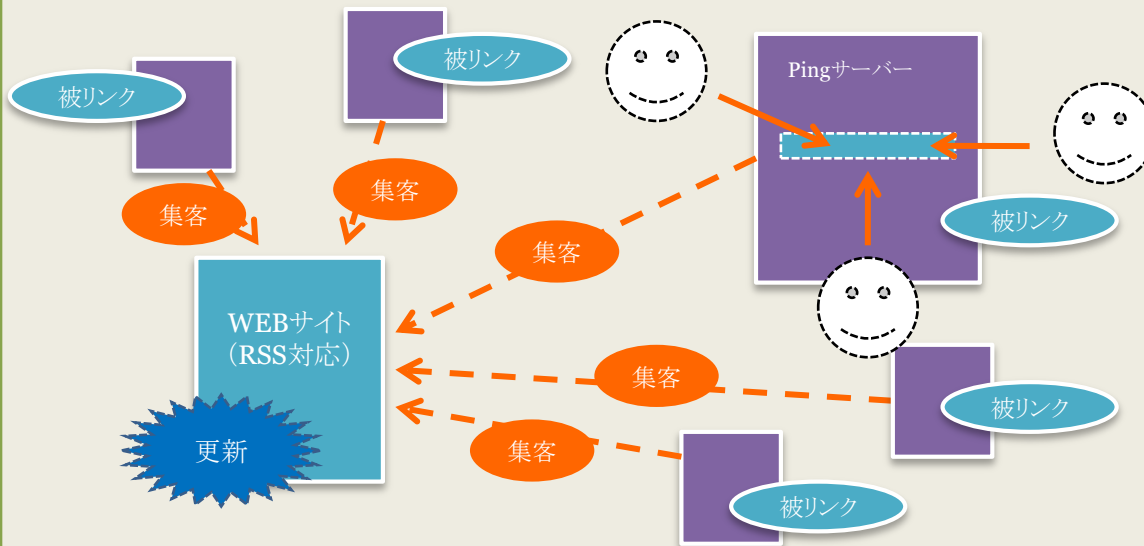 被リンク
被リンク
Pingサーバー
集客
集客
集客
被リンク
WEBサイト
（RSS対応）
集客
被リンク
更新
集客
被リンク